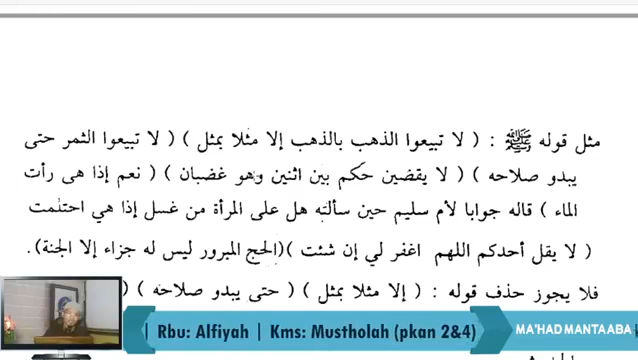 مثل قوله ﷺ : ( لا تبيعوا الذهب بالذهب إلا مثلا بمثل ) ( لا تبيعوا الثمر حتى
يبدو صلاحه ) ( لا يقضين حكم بين اثنين وهو غضبان ) ( نعم إذا هى رأت
الماء ) قاله جوابا لأم سليم حين سألته هل على المرأة من غسل إذا هي احتلمت
( لا يقل أحدكم اللهم اغفر لي إن شئت )(الحج المبرور ليس له جزاء إلا الجنة).
فلا يجوز حذف قوله : ( إلا مثلا بمثل ) ( حتى يبدو صلاحه ) (
| Rbu: Alfiyah | Kms: Mustholah (pkan 2&4)
MA'HAD MANTAABA